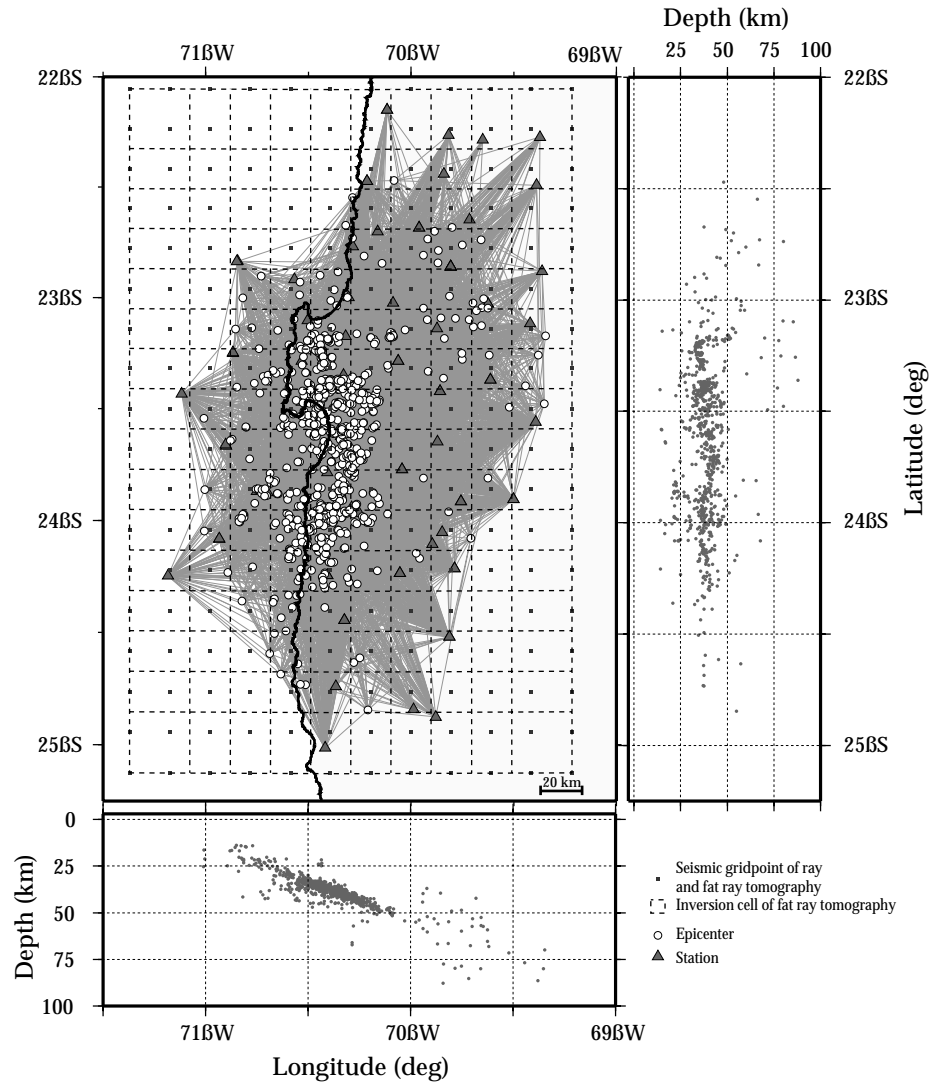 Depth (km)
71ßW 70ßW 69ßW 25 50 75 100
22ßS 22ßS 22ßS
23ßS 23ßS
Latitude (deg)
24ßS 24ßS
25ßS 25ßS
20 km
0
25
50
75
100
Depth (km)
Seismic gridpoint of ray
and fat ray tomography
Inversion cell of fat ray tomography
Epicenter
Station
71ßW 70ßW 69ßW
Longitude (deg)